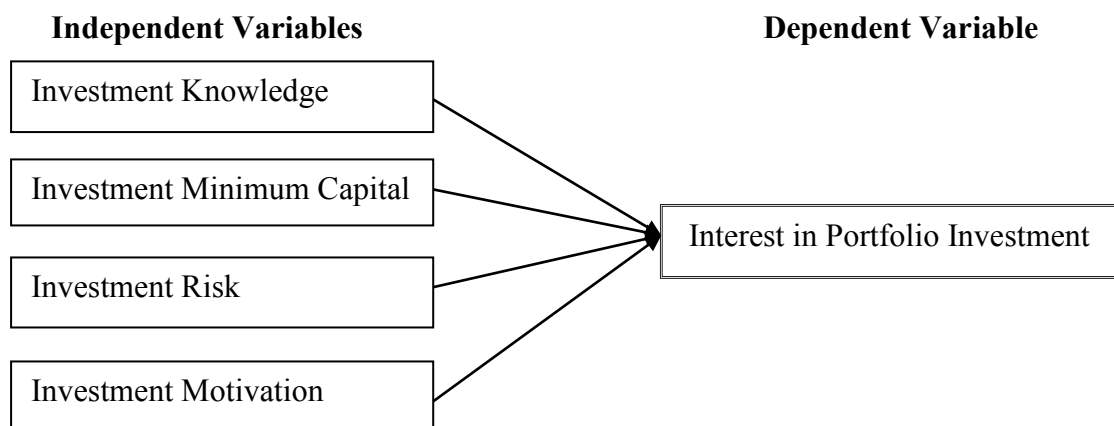 Independent Variables
Dependent Variable
Investment Knowledge
Investment Minimum Capital
Investment Risk
Investment Motivation
Interest in Portfolio Investment